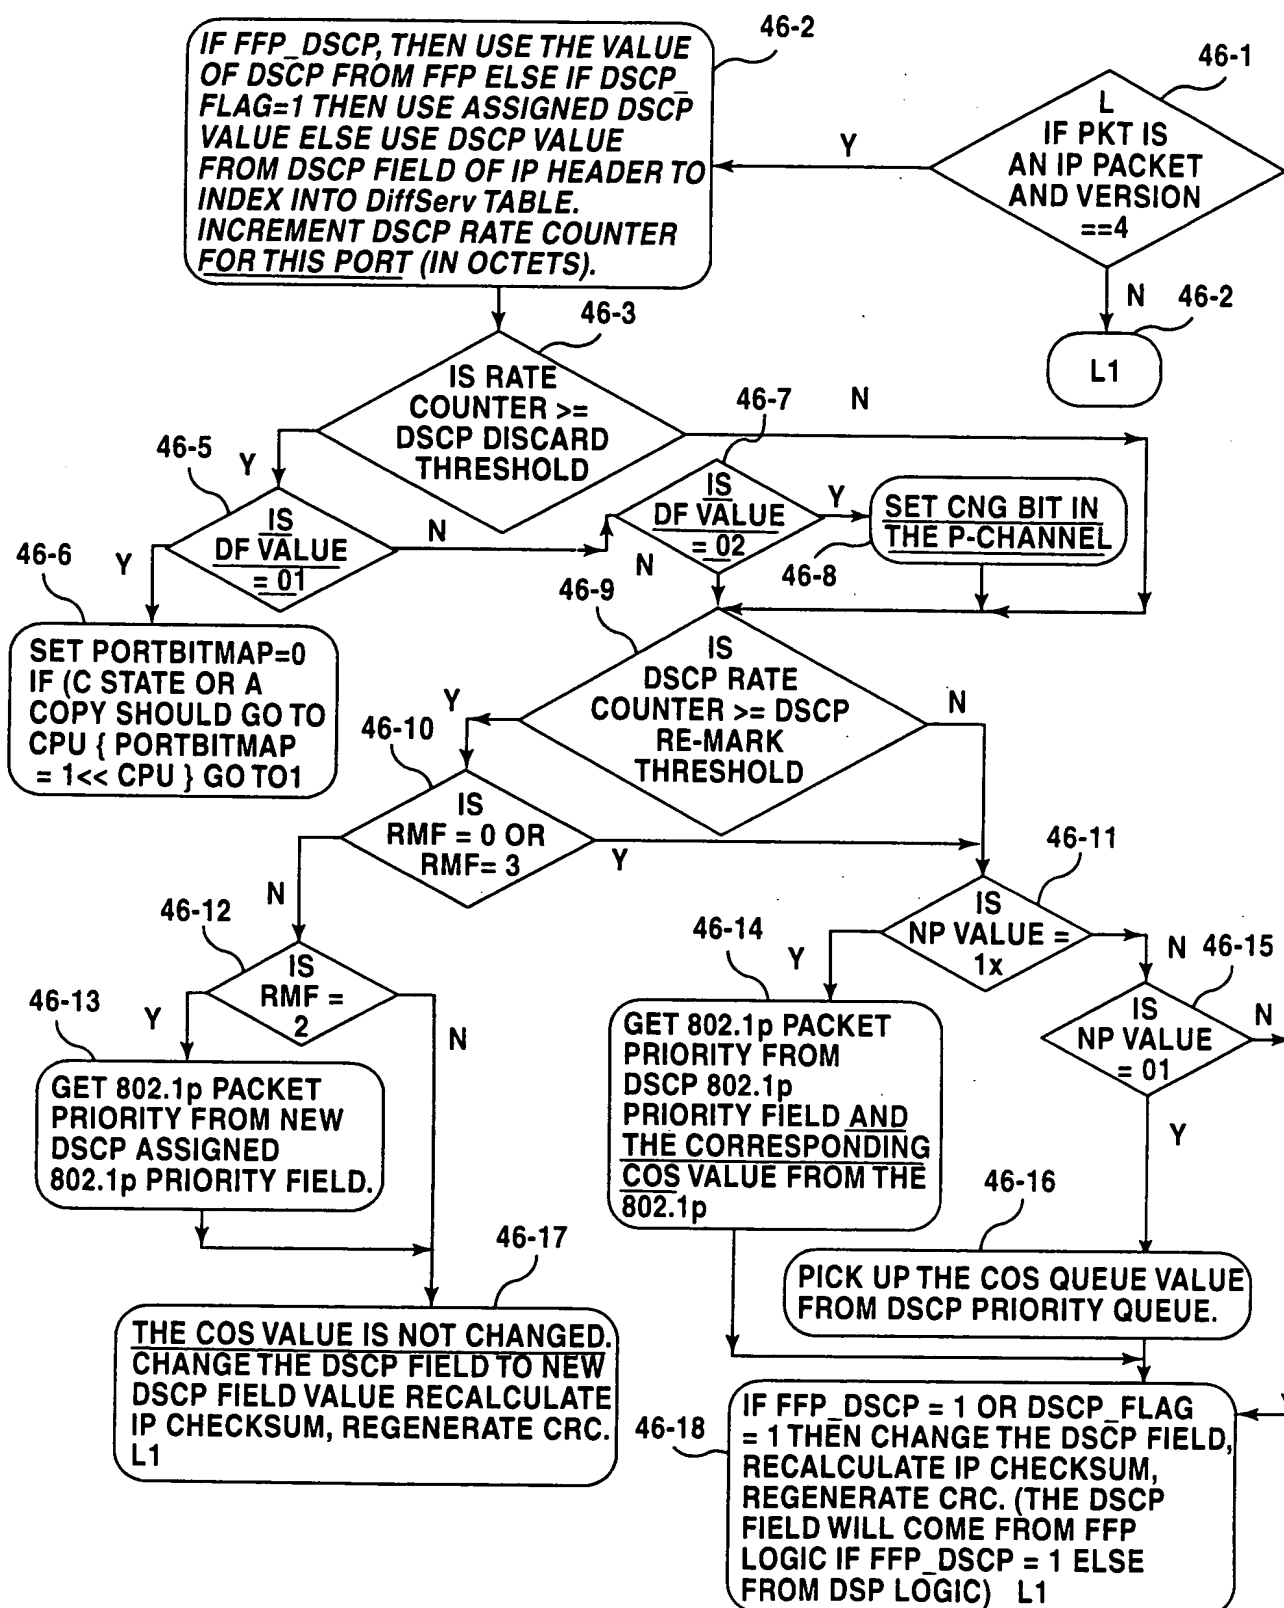 46-2
IF FFP_DSCP, THEN USE THE VALUE
OF DSCP FROM FFP ELSE IF DSCP_
FLAG=1 THEN USE ASSIGNED DSCP
VALUE ELSE USE DSCP VALUE
FROM DSCP FIELD OF IP HEADER TO
INDEX INTO DiffServ TABLE.
INCREMENT DSCP RATE COUNTER
FOR THIS PORT (IN OCTETS).
46-1
L
IF PKT IS
AN IP PACKET
AND VERSION
==4
Y
N
46-2
L1
46-3
IS RATE
COUNTER >=
DSCP DISCARD
THRESHOLD
Y
N
46-5
IS
DF VALUE
= 01
Y
N
46-7
IS
DF VALUE
= 02
Y
N
SET CNG BIT IN
THE P-CHANNEL
46-8
46-6
SET PORTBITMAP=0
IF (C STATE OR A
COPY SHOULD GO TO
CPU { PORTBITMAP
= 1<< CPU } GO TO1
46-9
IS
DSCP RATE
COUNTER >= DSCP
RE-MARK
THRESHOLD
Y
N
46-10
IS
RMF = 0 OR
RMF= 3
Y
N
46-11
IS
NP VALUE =
1x
Y
N
46-12
IS
RMF =
2
Y
N
46-13
GET 802.1p PACKET
PRIORITY FROM NEW
DSCP ASSIGNED
802.1p PRIORITY FIELD.
46-14
GET 802.1p PACKET
PRIORITY FROM
DSCP 802.1p
PRIORITY FIELD AND
THE CORRESPONDING
COS VALUE FROM THE
802.1p
46-15
IS
NP VALUE
= 01
N
Y
46-16
PICK UP THE COS QUEUE VALUE
FROM DSCP PRIORITY QUEUE.
46-17
THE COS VALUE IS NOT CHANGED.
CHANGE THE DSCP FIELD TO NEW
DSCP FIELD VALUE RECALCULATE
IP CHECKSUM, REGENERATE CRC.
L1
46-18
IF FFP_DSCP = 1 OR DSCP_FLAG
= 1 THEN CHANGE THE DSCP FIELD,
RECALCULATE IP CHECKSUM,
REGENERATE CRC. (THE DSCP
FIELD WILL COME FROM FFP
LOGIC IF FFP_DSCP = 1 ELSE
FROM DSP LOGIC) L1